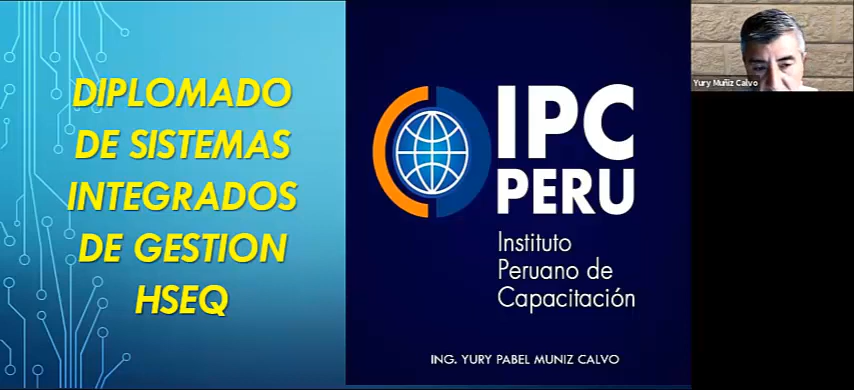 DIPLOMADO
DE SISTEMAS
INTEGRADOS
DE GESTION
HSEQ
IPC
PERU
Instituto
Peruano de
Capacitación
ING. YURY PABEL MUNIZ CALVO
Yury Muñiz Calvo